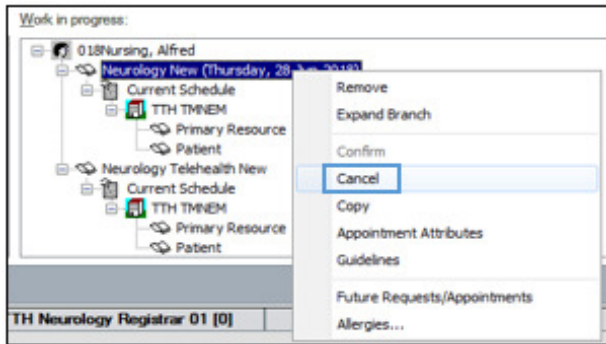 Work in progress:
018Nursing, Alfred
Neurology New (Thursday, 28 Jun 2018)
Current Schedule
TTH TMNEM
Primary Resource
Patient
Neurology Telehealth New
Current Schedule
TTH TMNEM
Primary Resource
Patient
Remove
Expand Branch
Confirm
Cancel
Copy
Appointment Attributes
Guidelines
Future Requests/Appointments
Allergies...
TH Neurology Registrar 01 [0]